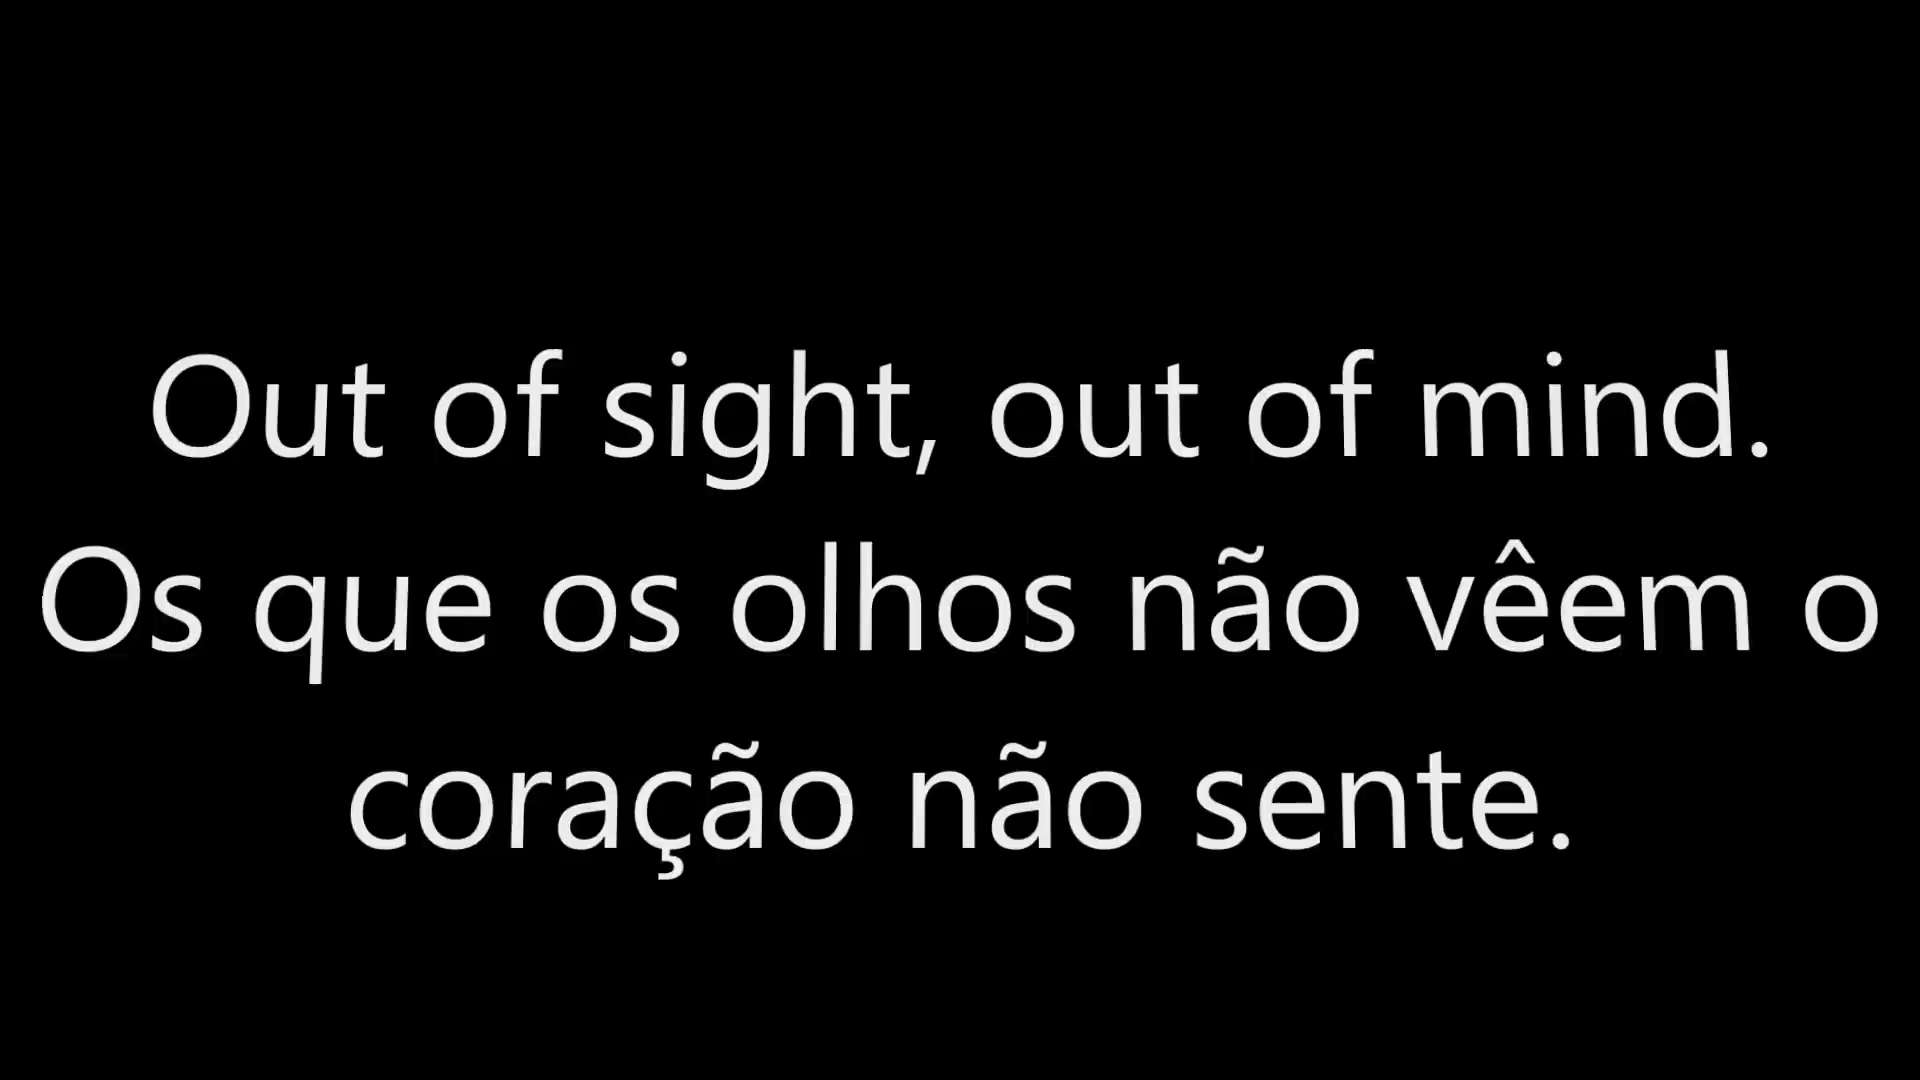 Out of sight, out of mind.
Os que os olhos não vêem o
coração não sente.